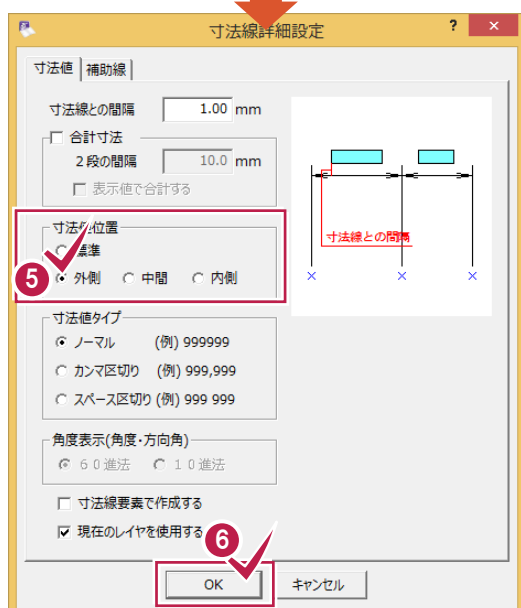 寸法線詳細設定 ? ×
寸法値 補助線
寸法線との間隔 1.00 mm
合計寸法
2段の間隔 10.0 mm
表示値で合計する
寸法値位置
標準
5 外側 中間 内側
寸法線との間隔
寸法値タイプ
ノーマル (例) 999999
カンマ区切り (例) 999,999
スペース区切り (例) 999 999
角度表示(角度・方向角)
60進法 10進法
寸法線要素で作成する
現在のレイヤを使用する
6
OK キャンセル